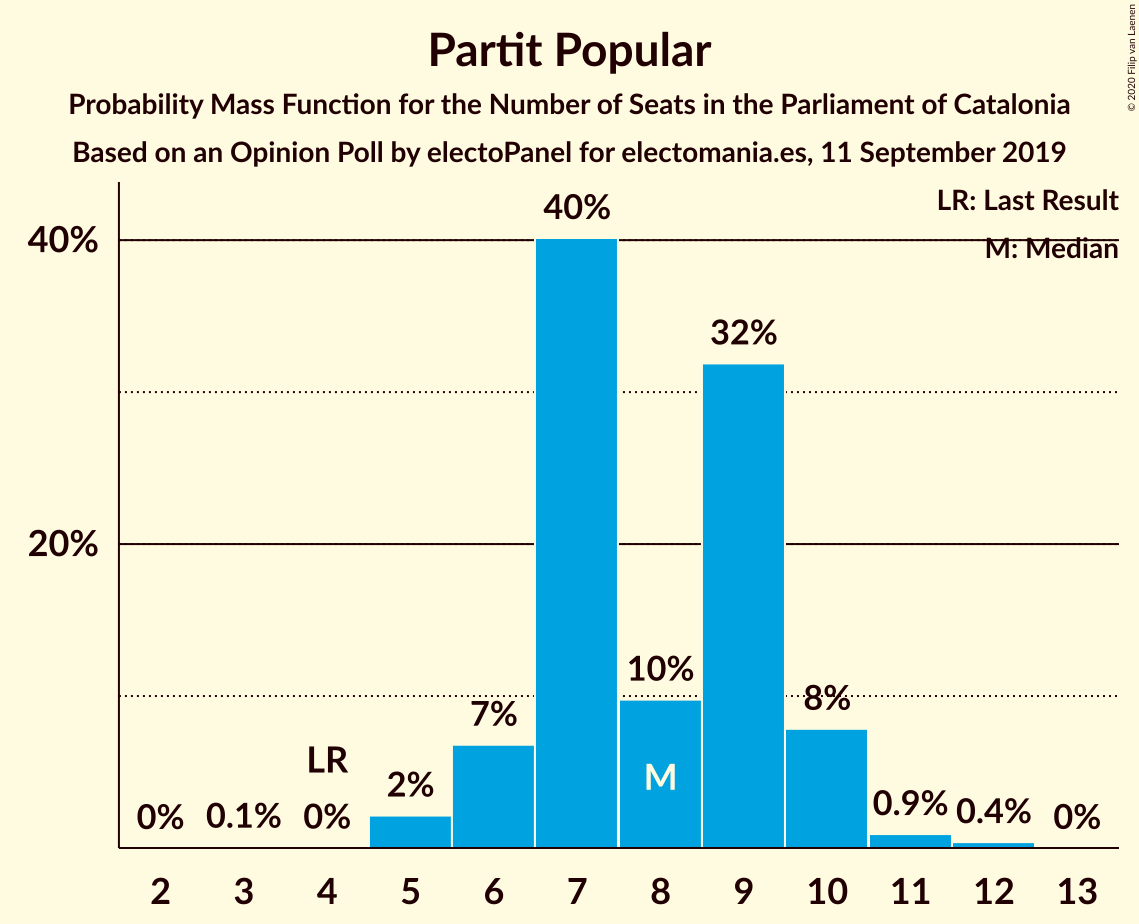 Partit Popular
Probability Mass Function for the Number of Seats in the Parliament of Catalonia
Based on an Opinion Poll by electoPanel for electomania.es, 11 September 2019
© 2020 Filip van Laenen
LR: Last Result
M: Median
40%
20%
0%
0.1%
LR
0%
2%
7%
40%
10%
M
32%
8%
0.9%
0.4%
0%
2 3 4 5 6 7 8 9 10 11 12 13